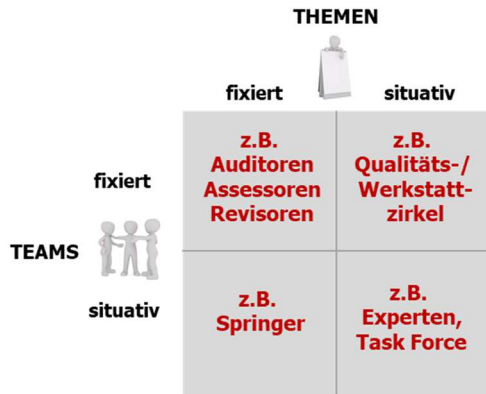 THEMEN
fixiert
situativ
fixiert
z.B.
Auditoren
Assessoren
Revisoren
z.B.
Qualitäts-/
Werkstatt-
zirkel
TEAMS
situativ
z.B.
Springer
z.B.
Experten,
Task Force